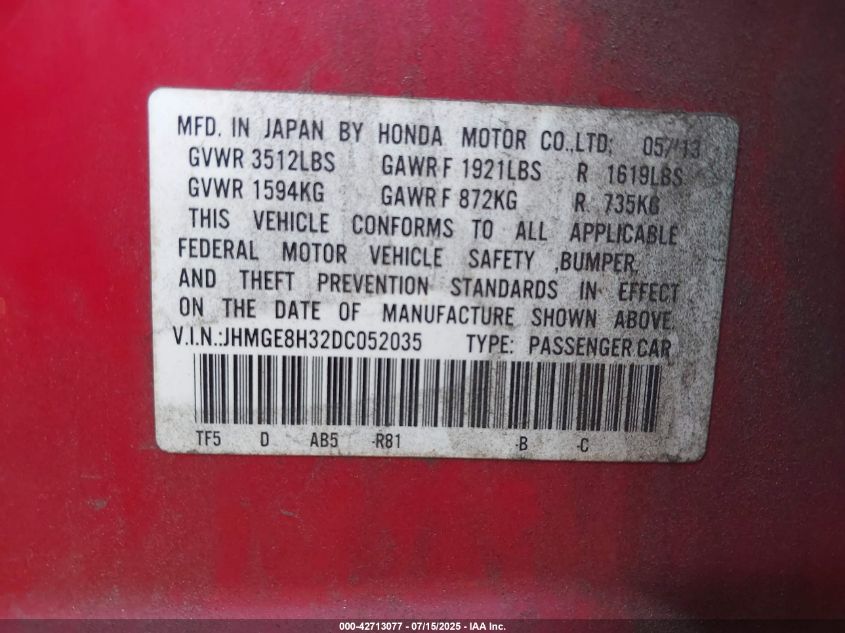 MFD. IN JAPAN BY HONDA MOTOR CO.,LTD; 05/'13
GVWR 3512LBS GAWR F 1921LBS R 1619LBS
GVWR 1594KG GAWR F 872KG R 735KG
THIS VEHICLE CONFORMS TO ALL APPLICABLE
FEDERAL MOTOR VEHICLE SAFETY ,BUMPER,
AND THEFT PREVENTION STANDARDS IN EFFECT
ON THE DATE OF MANUFACTURE SHOWN ABOVE.
V.I.N.:JHMGE8H32DC052035 TYPE: PASSENGER CAR
TF5 D AB5 -R81 -B -C
000-42713077 - 07/15/2025 - IAA Inc.